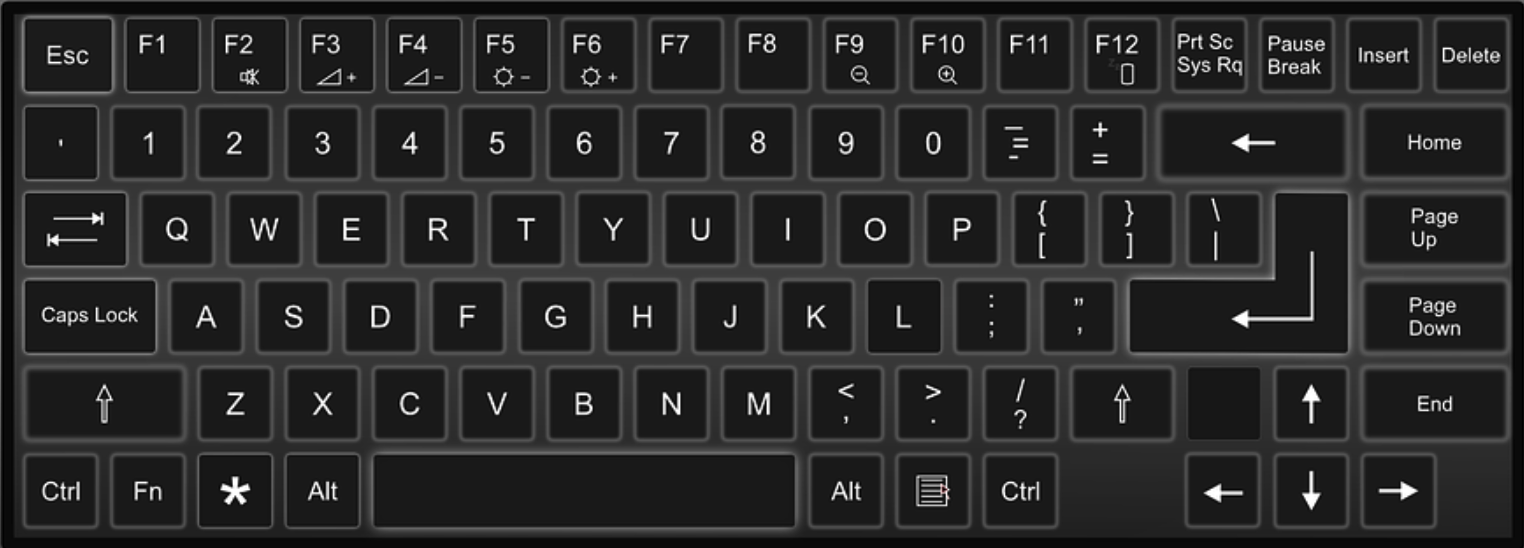 Esc F1 F2 F3 + F4 − F5 − F6 + F7 F8 F9 F10 F11 F12 Prt Sc
Sys Rq Pause
Break Insert Delete
' 1 2 3 4 5 6 7 8 9 0 _
- +
= ← Home
Q W E R T Y U I O P {
[ }
] \
| Page
Up
Caps Lock A S D F G H J K L :
; ”
, Page
Down
Z X C V B N M <
, >
. /
? ↑ End
Ctrl Fn * Alt Alt Ctrl ← ↓ →